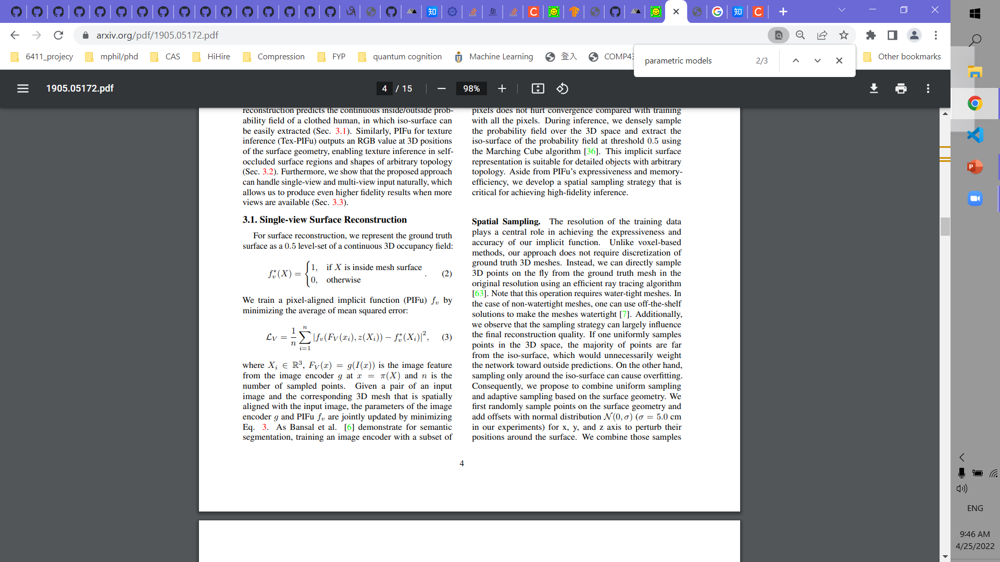 arxiv.org/pdf/1905.05172.pdf
6411_projecy
mphil/phd
CAS
HiHire
Compression
FYP
quantum cognition
Machine Learning
登入
COMP43
Other bookmarks
parametric models
2/3
1905.05172.pdf
4 / 15
98%
reconstruction predicts the continuous inside/outside prob-
ability field of a clothed human, in which iso-surface can
be easily extracted (Sec. 3.1). Similarly, PIFu for texture
inference (Tex-PIFu) outputs an RGB value at 3D positions
of the surface geometry, enabling texture inference in self-
occluded surface regions and shapes of arbitrary topology
(Sec. 3.2). Furthermore, we show that the proposed approach
can handle single-view and multi-view input naturally, which
allows us to produce even higher fidelity results when more
views are available (Sec. 3.3).
3.1. Single-view Surface Reconstruction
For surface reconstruction, we represent the ground truth
surface as a 0.5 level-set of a continuous 3D occupancy field:
f_v^*(X) = { 1, if X is inside mesh surface
0, otherwise . (2)
We train a pixel-aligned implicit function (PIFu) f_v by
minimizing the average of mean squared error:
L_V = 1/n ∑_{i=1}^{n} |f_v(F_V(x_i), z(X_i)) − f_v^*(X_i)|^2, (3)
where X_i ∈ ℝ^3, F_V(x) = g(I(x)) is the image feature
from the image encoder g at x = π(X) and n is the
number of sampled points. Given a pair of an input
image and the corresponding 3D mesh that is spatially
aligned with the input image, the parameters of the image
encoder g and PIFu f_v are jointly updated by minimizing
Eq. 3. As Bansal et al. [6] demonstrate for semantic
segmentation, training an image encoder with a subset of
pixels does not hurt convergence compared with training
with all the pixels. During inference, we densely sample
the probability field over the 3D space and extract the
iso-surface of the probability field at threshold 0.5 using
the Marching Cube algorithm [36]. This implicit surface
representation is suitable for detailed objects with arbitrary
topology. Aside from PIFu's expressiveness and memory-
efficiency, we develop a spatial sampling strategy that is
critical for achieving high-fidelity inference.
Spatial Sampling. The resolution of the training data
plays a central role in achieving the expressiveness and
accuracy of our implicit function. Unlike voxel-based
methods, our approach does not require discretization of
ground truth 3D meshes. Instead, we can directly sample
3D points on the fly from the ground truth mesh in the
original resolution using an efficient ray tracing algorithm
[63]. Note that this operation requires water-tight meshes. In
the case of non-watertight meshes, one can use off-the-shelf
solutions to make the meshes watertight [7]. Additionally,
we observe that the sampling strategy can largely influence
the final reconstruction quality. If one uniformly samples
points in the 3D space, the majority of points are far
from the iso-surface, which would unnecessarily weight
the network toward outside predictions. On the other hand,
sampling only around the iso-surface can cause overfitting.
Consequently, we propose to combine uniform sampling
and adaptive sampling based on the surface geometry. We
first randomly sample points on the surface geometry and
add offsets with normal distribution N(0, σ) (σ = 5.0 cm
in our experiments) for x, y, and z axis to perturb their
positions around the surface. We combine those samples
4
ENG
9:46 AM
4/25/2022